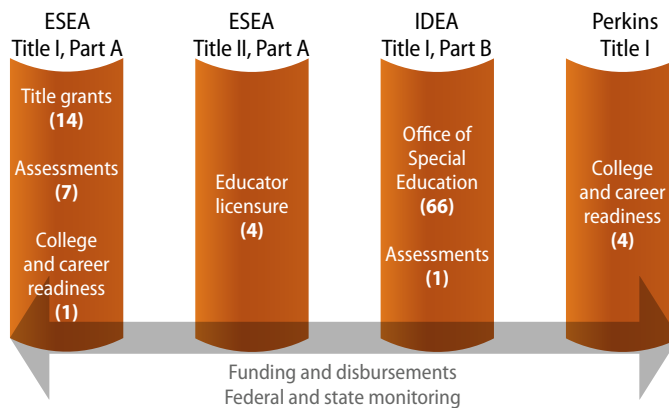 ESEA
Title I, Part A
Title grants
(14)
Assessments
(7)
College
and career
readiness
(1)
ESEA
Title II, Part A
Educator
licensure
(4)
IDEA
Title I, Part B
Office of
Special
Education
(66)
Assessments
(1)
Perkins
Title I
College
and career
readiness
(4)
Funding and disbursements
Federal and state monitoring